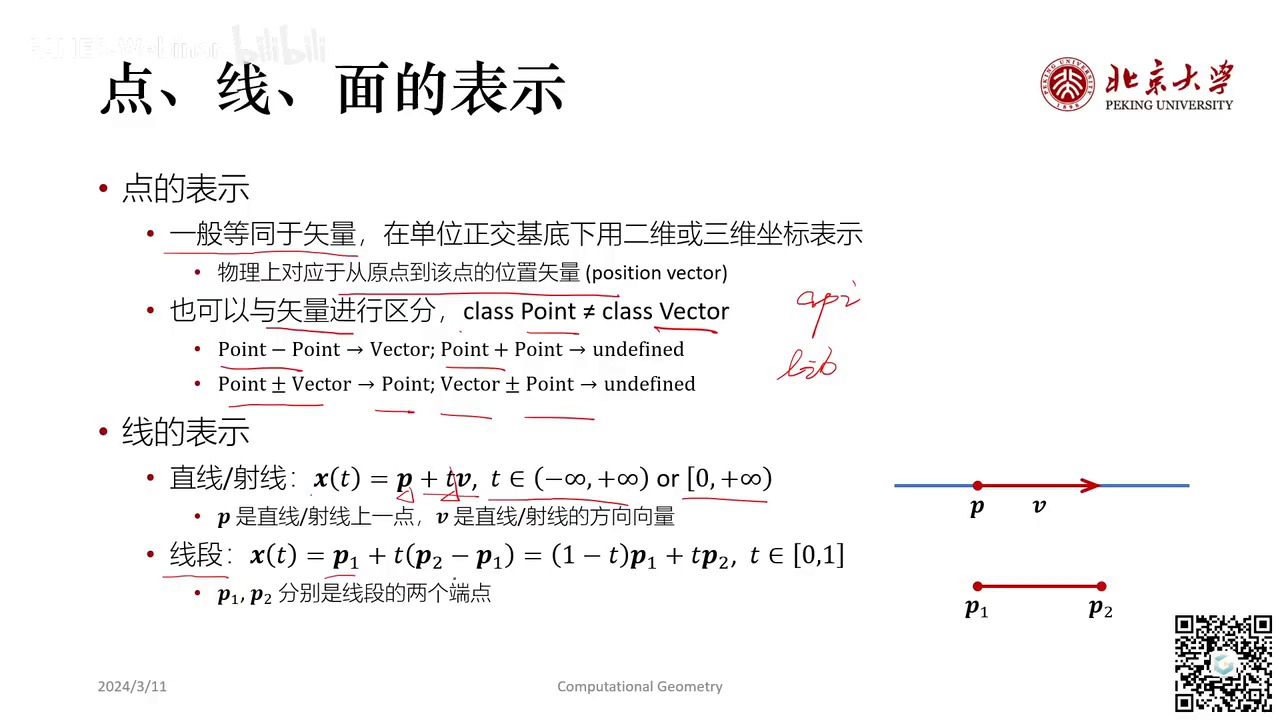 bilibili
点、线、面的表示
北京大学
PEKING UNIVERSITY
• 点的表示
• 一般等同于矢量，在单位正交基底下用二维或三维坐标表示
• 物理上对应于从原点到该点的位置矢量 (position vector)
• 也可以与矢量进行区分，class Point ≠ class Vector
api
• Point − Point → Vector; Point + Point → undefined
lib
• Point ± Vector → Point; Vector ± Point → undefined
• 线的表示
• 直线/射线：x(t) = p + tv, t ∈ (−∞, +∞) or [0, +∞)
p v
• p 是直线/射线上一点，v 是直线/射线的方向向量
• 线段：x(t) = p₁ + t(p₂ − p₁) = (1 − t)p₁ + tp₂, t ∈ [0,1]
• p₁, p₂ 分别是线段的两个端点
p₁ p₂
2024/3/11
Computational Geometry